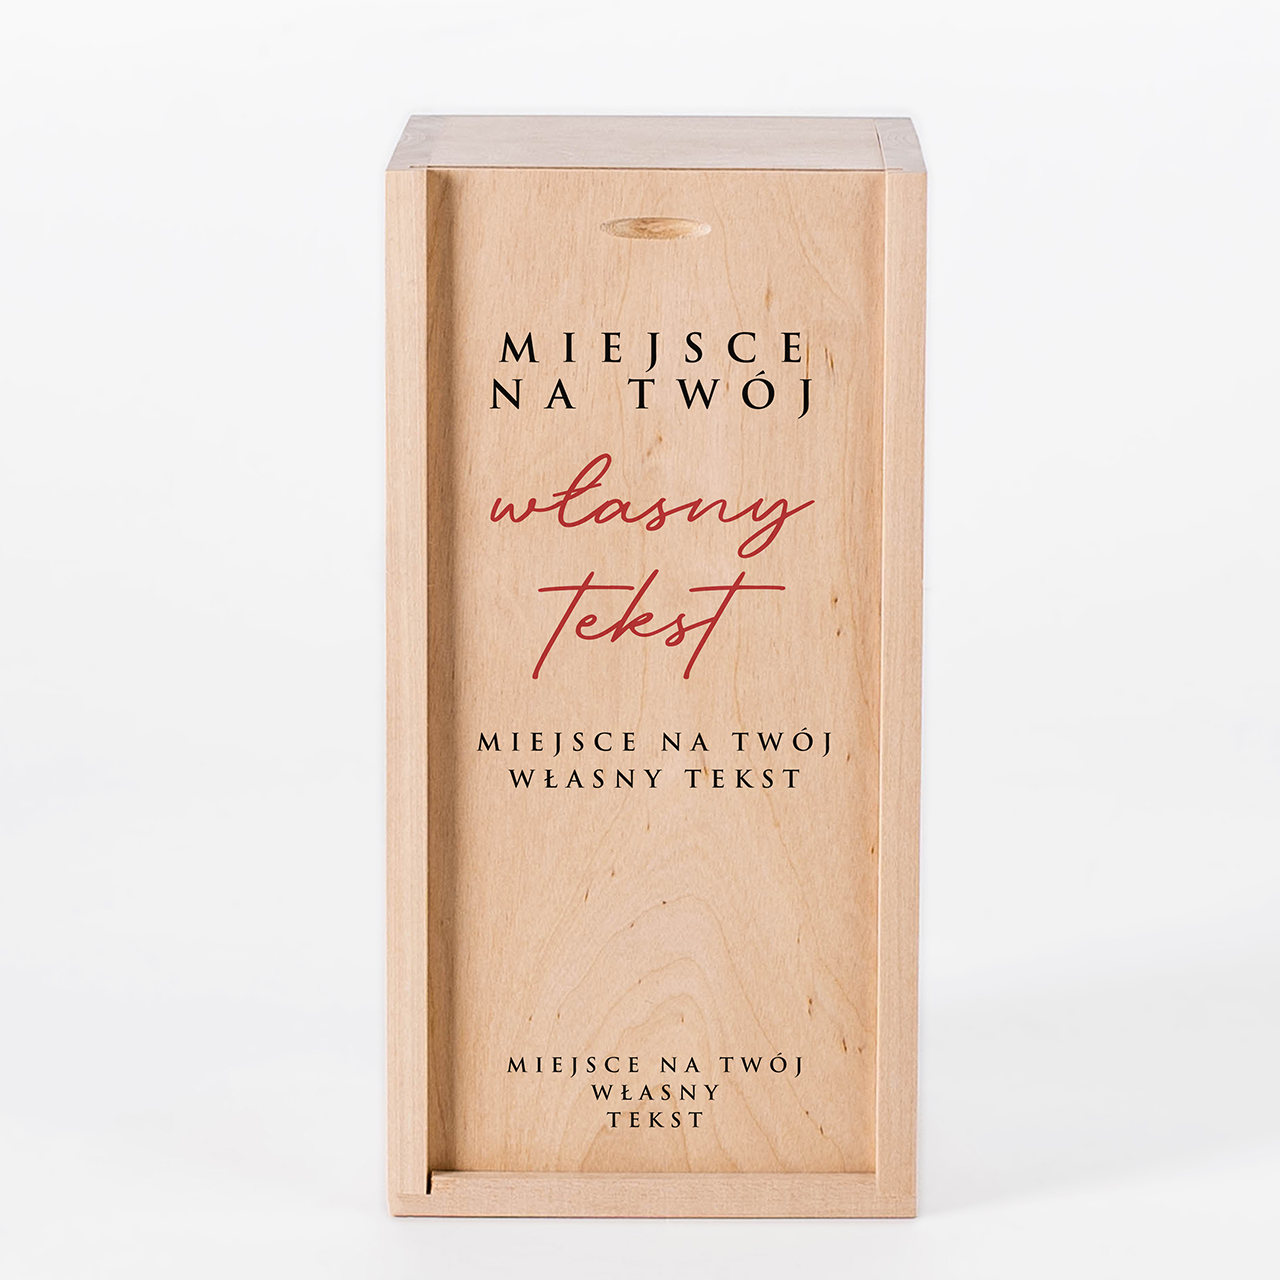 MIEJSCE
NA TWÓJ
własny
tekst
MIEJSCE NA TWÓJ
WŁASNY TEKST
MIEJSCE NA TWÓJ
WŁASNY
TEKST